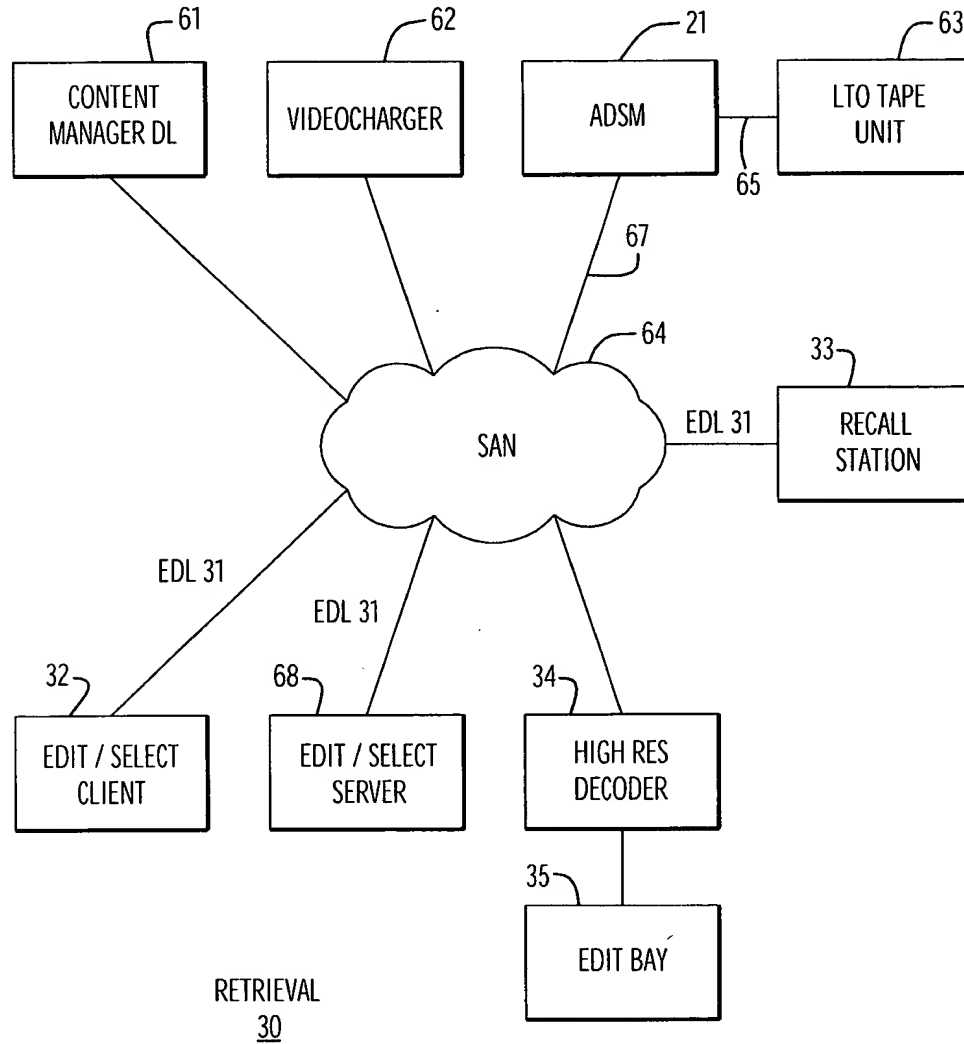 61
62
21
63
CONTENT
MANAGER DL
VIDEOCHARGER
ADSM
LTO TAPE
UNIT
65
67
64
33
SAN
EDL 31
RECALL
STATION
EDL 31
EDL 31
32
68
34
EDIT / SELECT
CLIENT
EDIT / SELECT
SERVER
HIGH RES
DECODER
35
EDIT BAY
RETRIEVAL
30